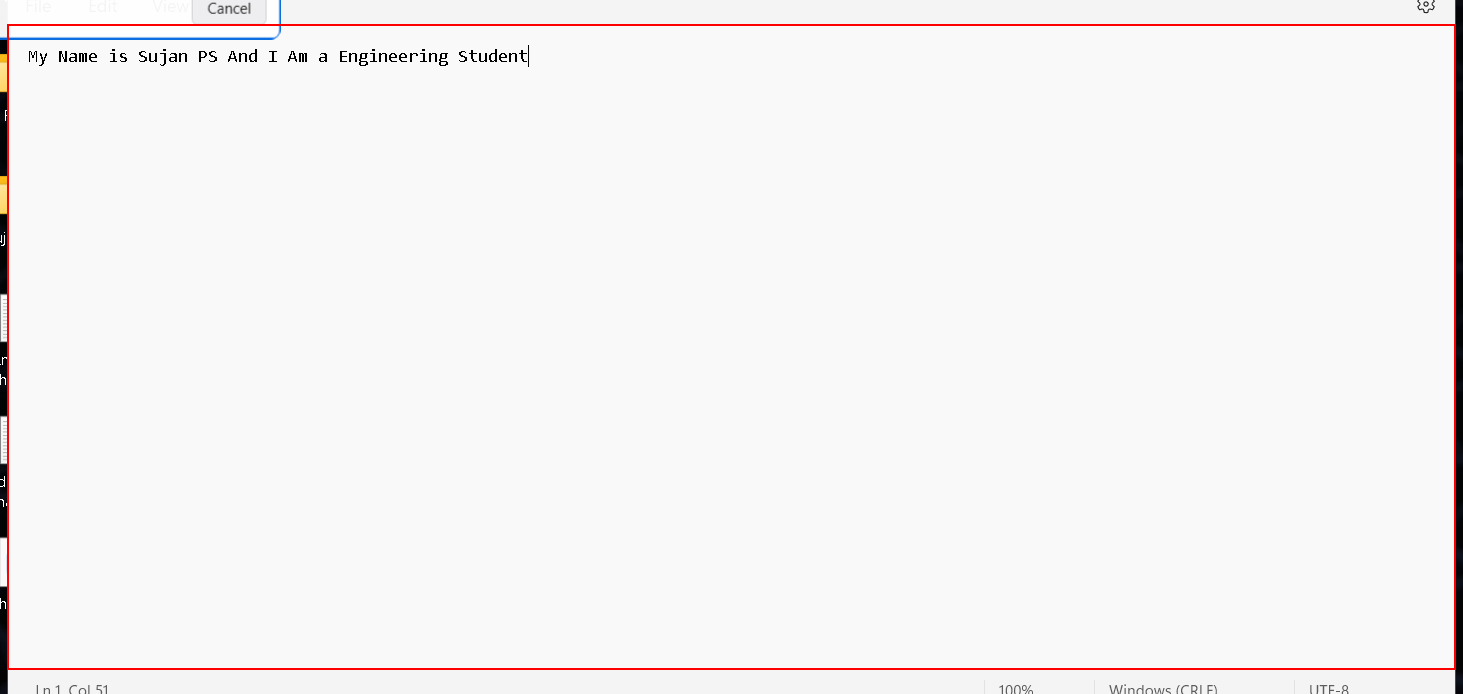 File Edit View Cancel
My Name is Sujan PS And I Am a Engineering Student
Ln 1, Col 51 100% Windows (CRLF) UTF-8